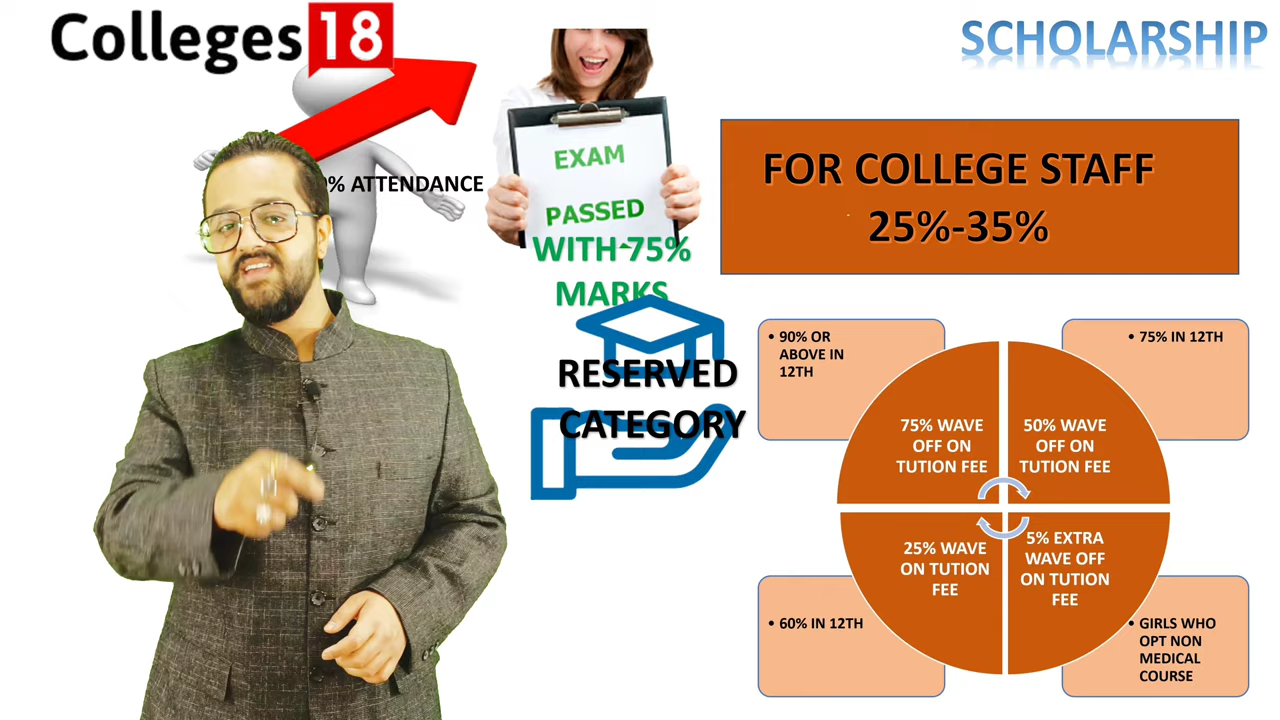 Colleges 18
SCHOLARSHIP
% ATTENDANCE
EXAM
PASSED
WITH 75%
MARKS
RESERVED
CATEGORY
FOR COLLEGE STAFF
25%-35%
• 90% OR
ABOVE IN
12TH
• 75% IN 12TH
75% WAVE
OFF ON
TUTION FEE
50% WAVE
OFF ON
TUTION FEE
25% WAVE
ON TUTION
FEE
5% EXTRA
WAVE OFF
ON TUTION
FEE
• 60% IN 12TH
• GIRLS WHO
OPT NON
MEDICAL
COURSE